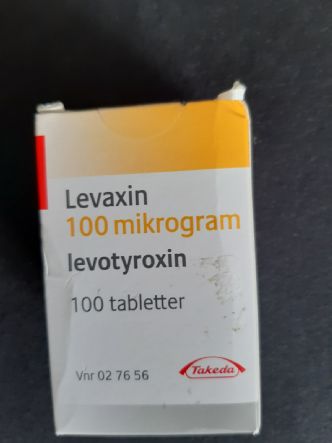 Levaxin
100 mikrogram
levotyroxin
100 tabletter
Vnr 02 76 56
Takeda